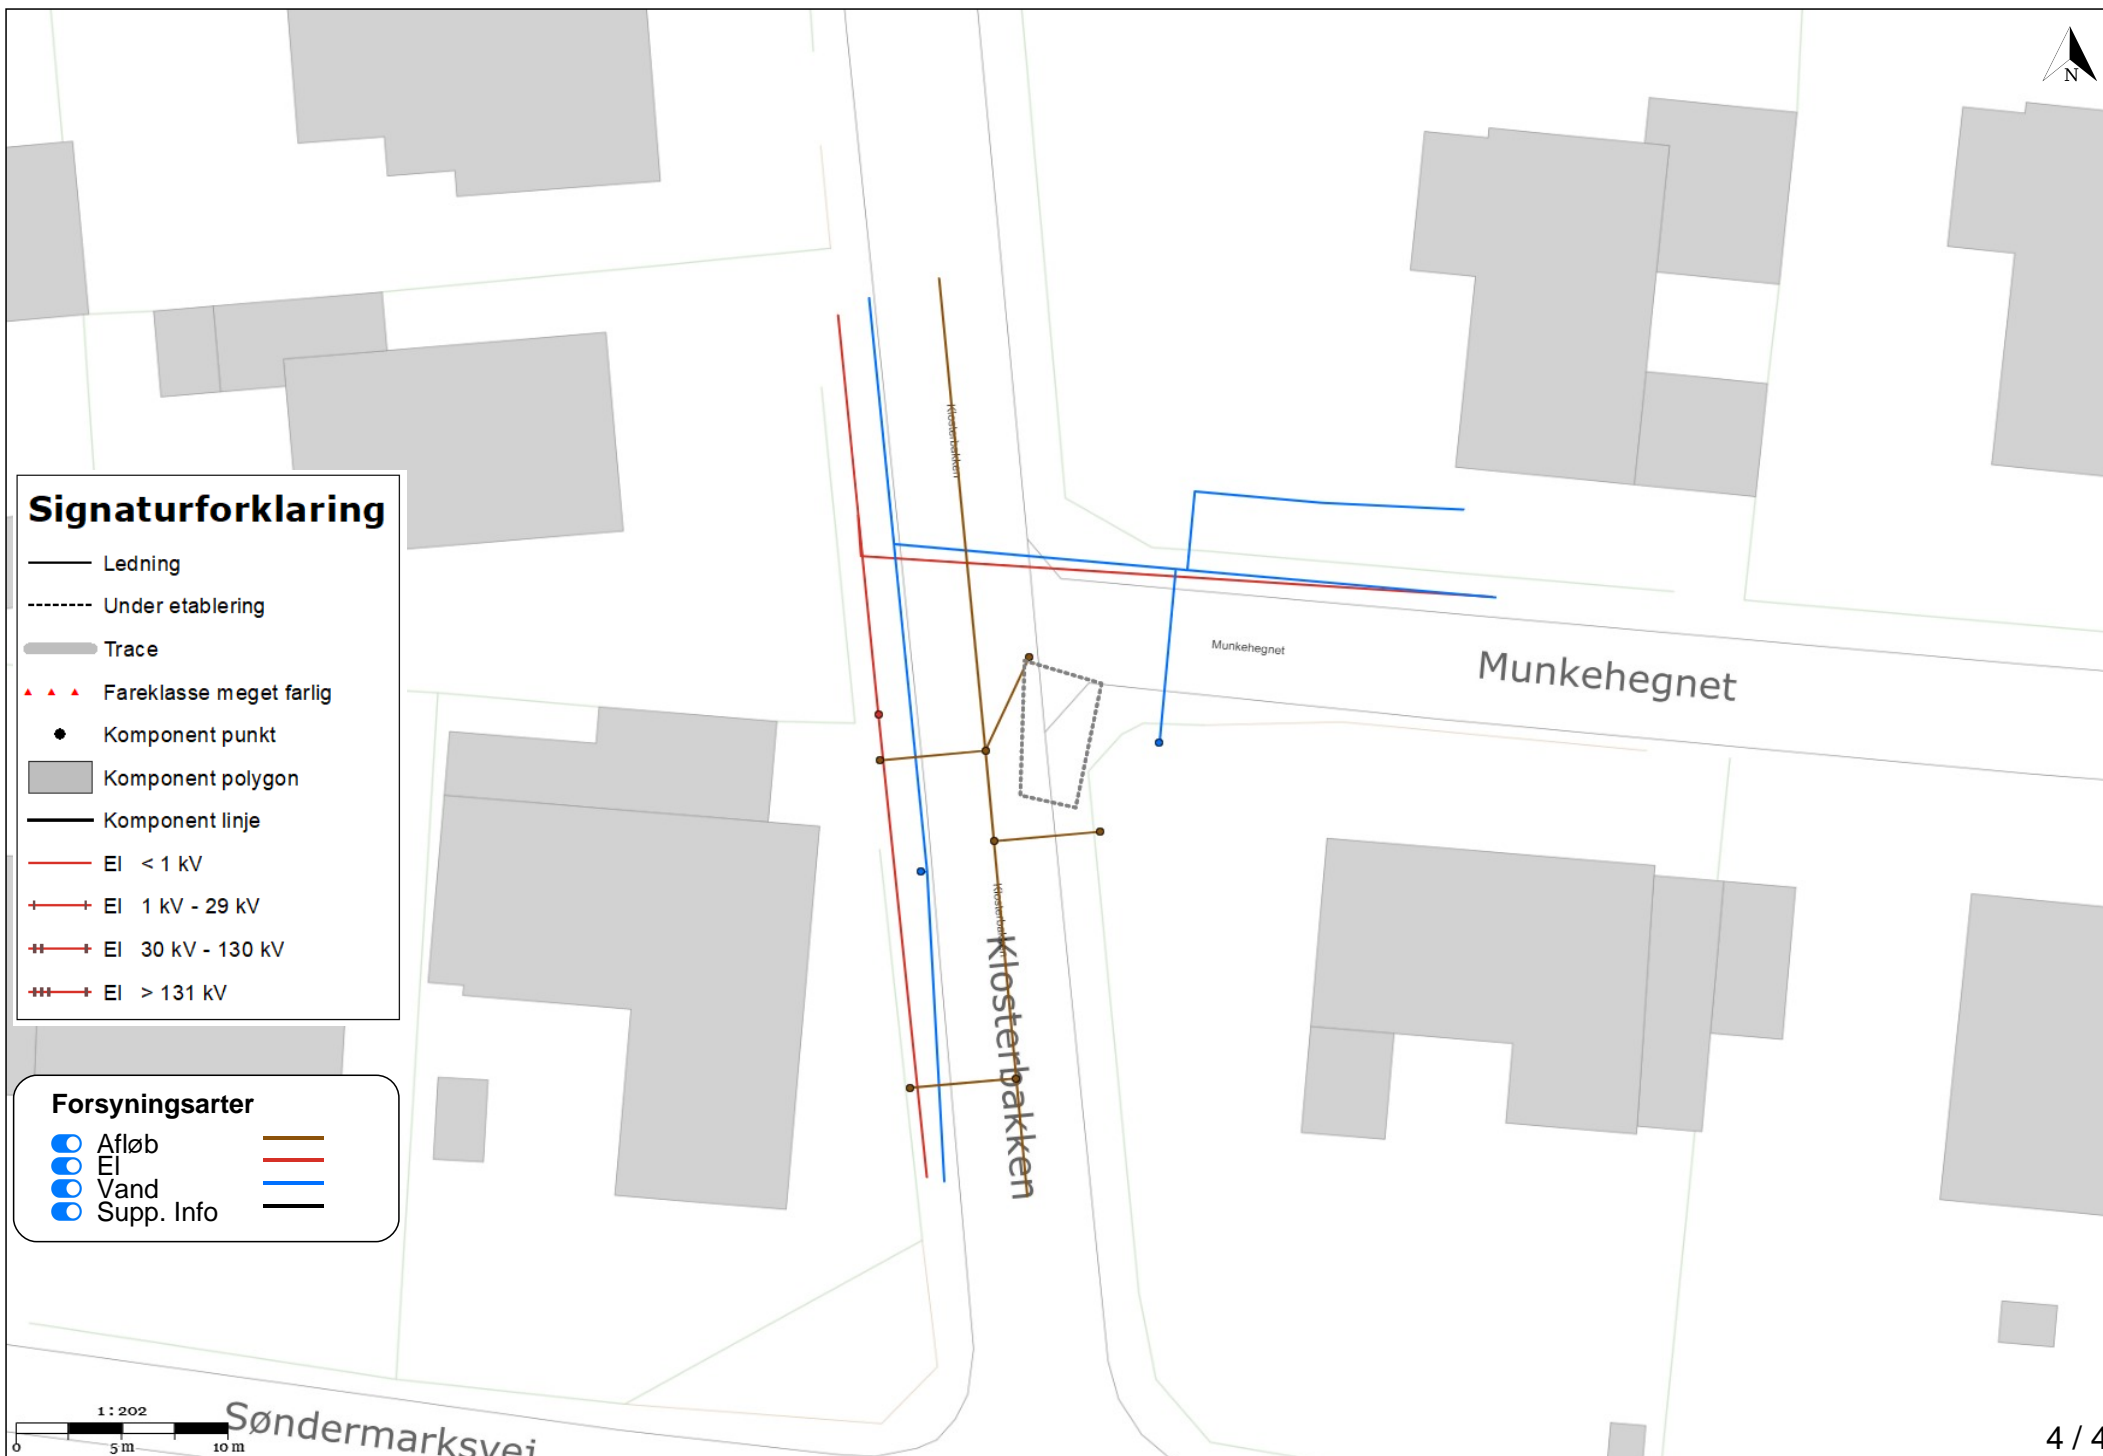 N
Klosterbakken
Munkehegnet
Munkehegnet
Signaturforklaring
Ledning
Under etablering
Trace
Fareklasse meget farlig
Komponent punkt
Komponent polygon
Komponent linje
El < 1 kV
El 1 kV - 29 kV
El 30 kV - 130 kV
El > 131 kV
Klosterbakken
Klosterbakken
Forsyningsarter
Afløb
El
Vand
Supp. Info
1:202
0 5 m 10 m
Søndermarksvej
4 / 4